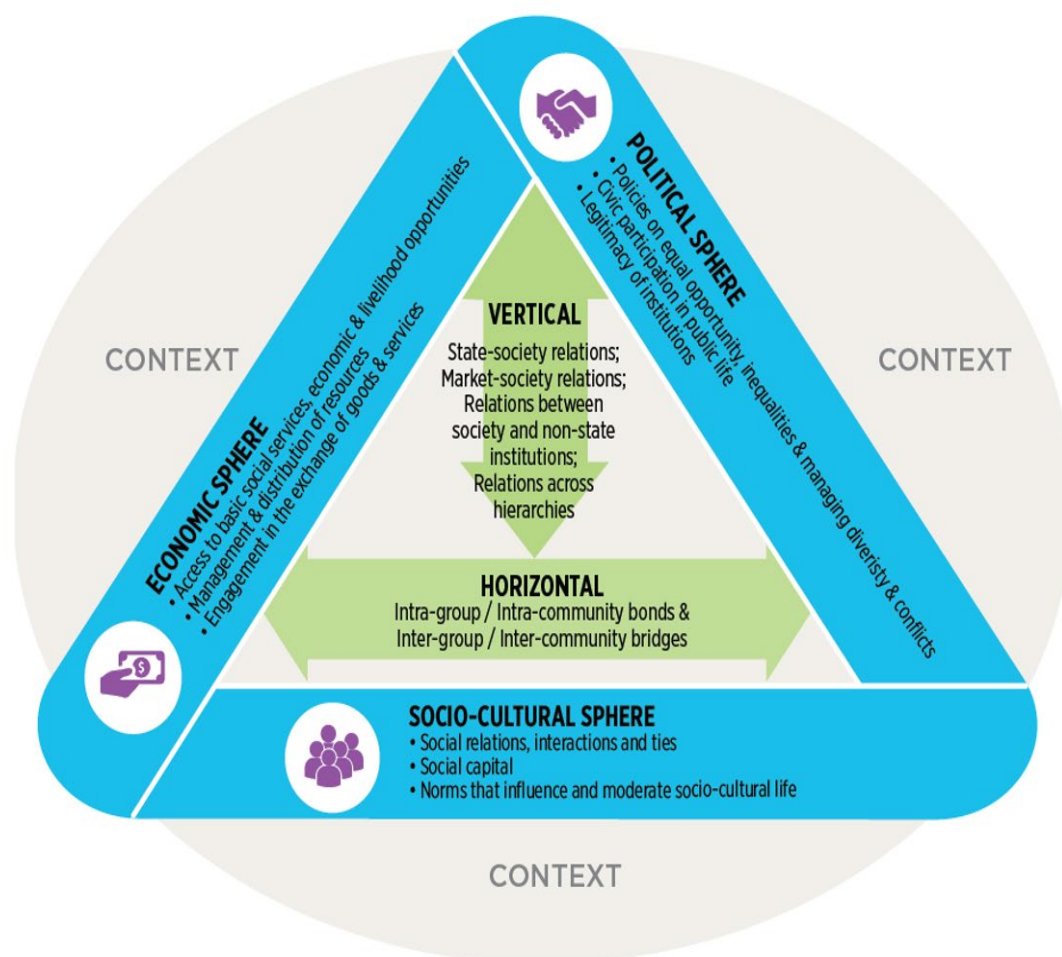 POLITICAL SPHERE
• Policies on equal opportunity, inequalities & managing diveristy & conflicts
• Civic participation in public life
• Legitimacy of institutions
CONTEXT
CONTEXT
ECONOMIC SPHERE
• Access to basic social services, economic & livelihood opportunities
• Management & distribution of resources
• Engagement in the exchange of goods & services
VERTICAL
State-society relations;
Market-society relations;
Relations between
society and non-state
institutions;
Relations across
hierarchies
HORIZONTAL
Intra-group / Intra-community bonds &
Inter-group / Inter-community bridges
$
SOCIO-CULTURAL SPHERE
• Social relations, interactions and ties
• Social capital
• Norms that influence and moderate socio-cultural life
CONTEXT